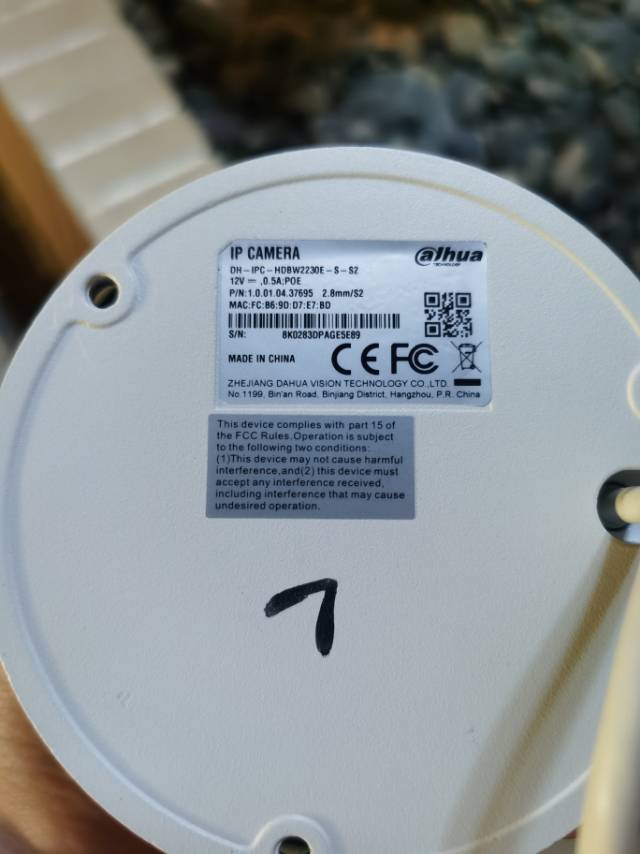 IP CAMERA
alhua
TECHNOLOGY
DH-IPC-HDBW2230E-S-S2
12V ⎓ ,0.5A;POE
P/N:1.0.01.04.37695 2.8mm/S2
MAC:FC:B6:9D:D7:E7:BD
S/N: 8K0283DPAGE5E89
MADE IN CHINA
CE FC
ZHEJIANG DAHUA VISION TECHNOLOGY CO.,LTD.
No.1199, Bin'an Road, Binjiang District, Hangzhou, P.R. China
This device complies with part 15 of
the FCC Rules.Operation is subject
to the following two conditions:
(1)This device may not cause harmful
interference,and(2) this device must
accept any interference received,
including interference that may cause
undesired operation.
1